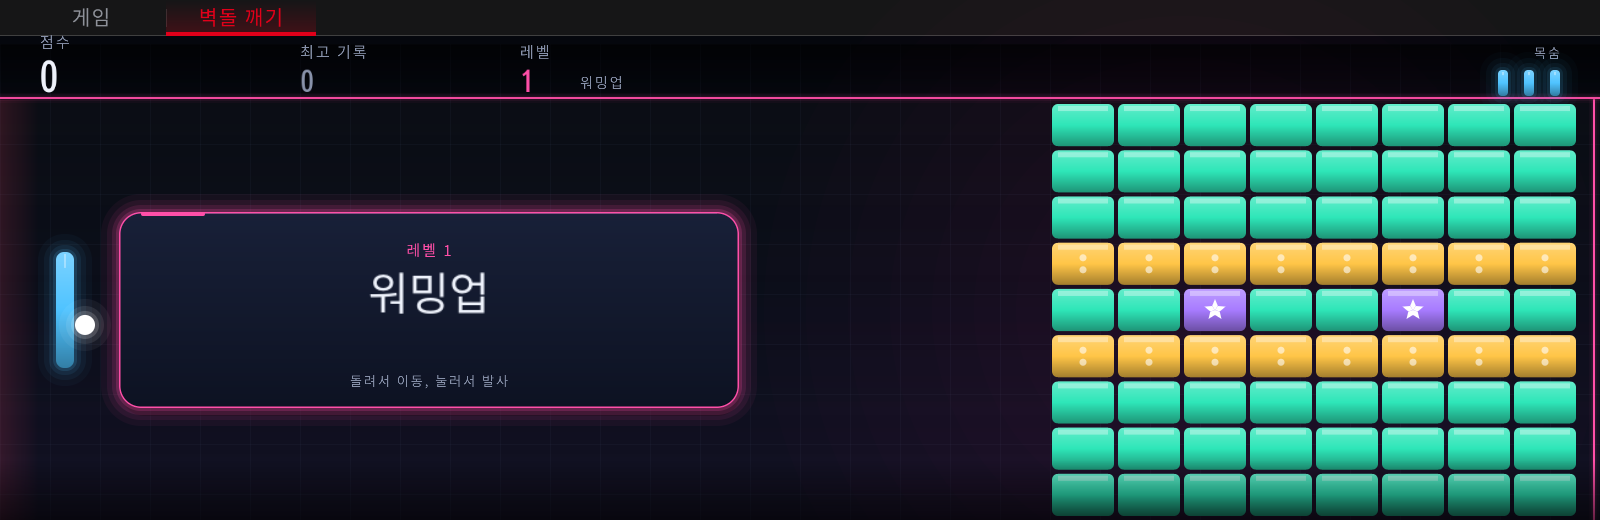 게임
벽돌 깨기
점수
0
최고 기록
0
레벨
1
워밍업
목숨
레벨 1
워밍업
돌려서 이동, 눌러서 발사